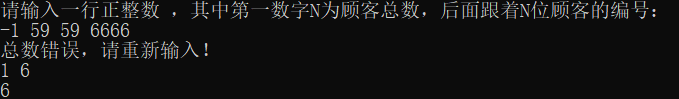 请输入一行正整数 ，其中第一数字N为顾客总数，后面跟着N位顾客的编号：
-1 59 59 6666
总数错误，请重新输入！
1 6
6